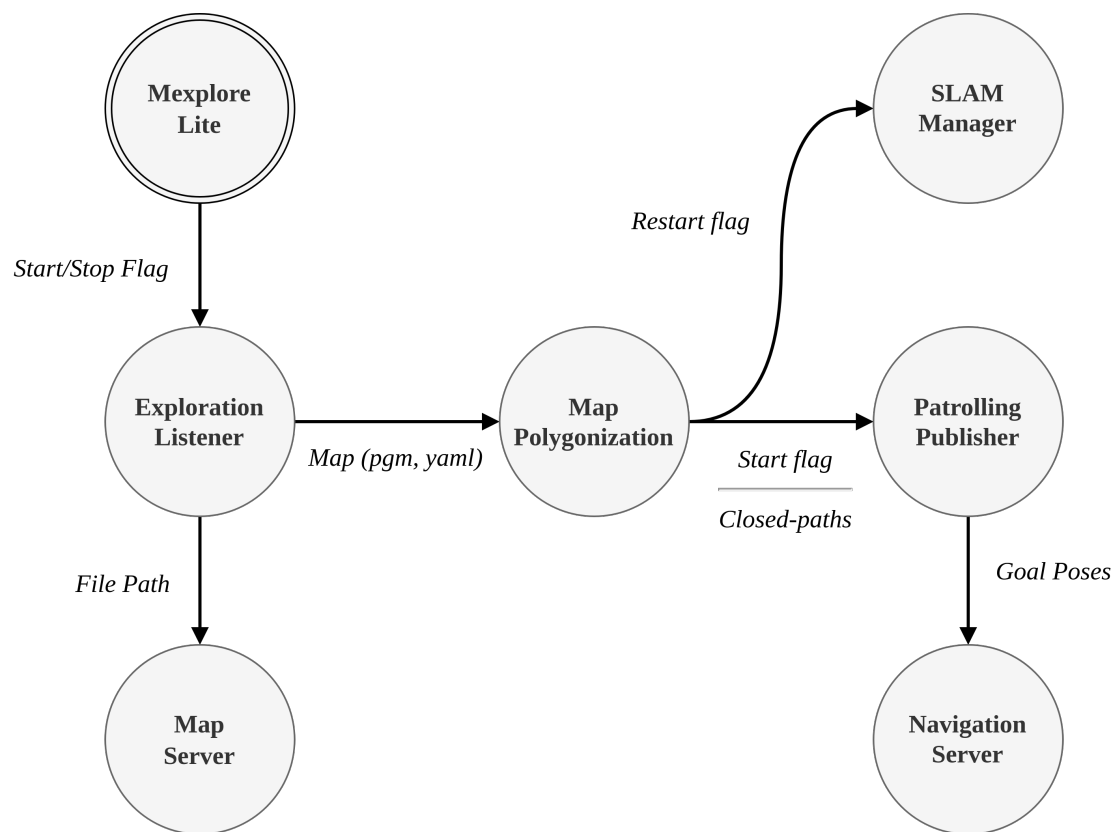 Mexplore
Lite
SLAM
Manager
Restart flag
Start/Stop Flag
Exploration
Listener
Map (pgm, yaml)
Map
Polygonization
Start flag
Closed-paths
Patrolling
Publisher
File Path
Goal Poses
Map
Server
Navigation
Server